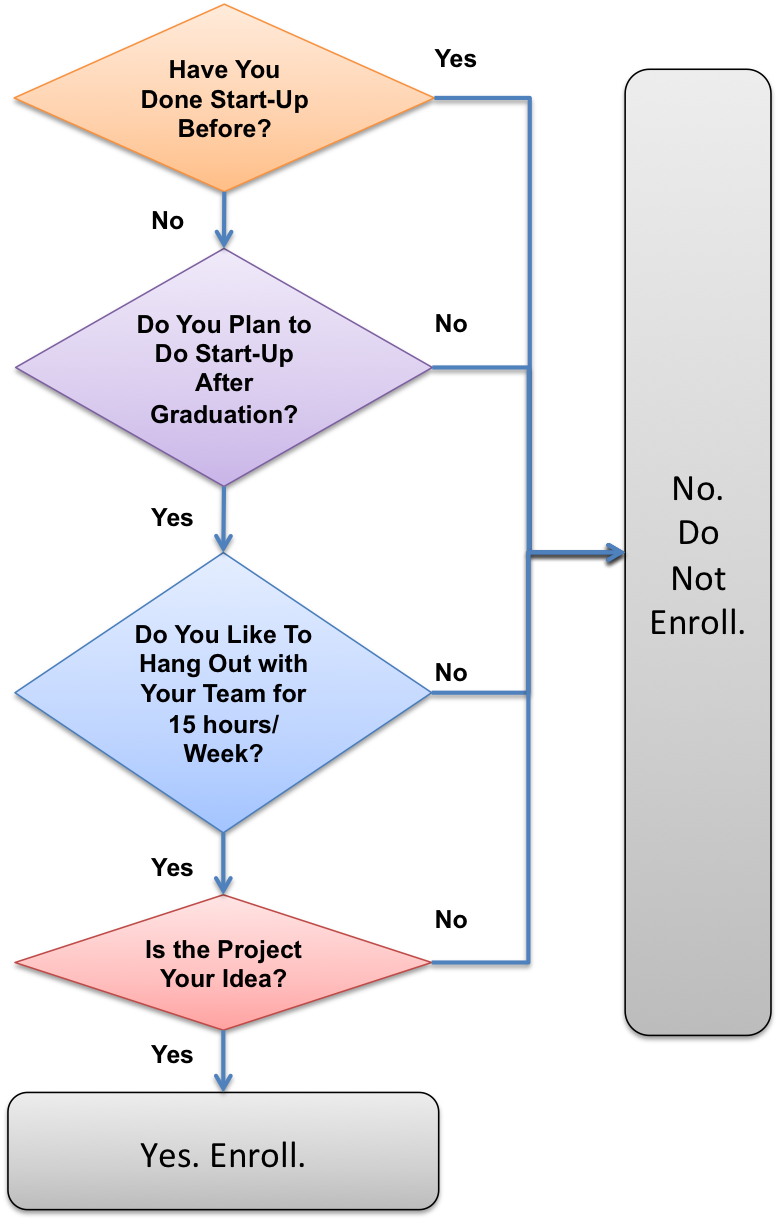 Have You
Done Start-Up
Before?
Yes
No
Do You Plan to
Do Start-Up
After
Graduation?
No
Yes
Do You Like To
Hang Out with
Your Team for
15 hours/
Week?
No
Yes
Is the Project
Your Idea?
No
Yes
Yes. Enroll.
No.
Do
Not
Enroll.